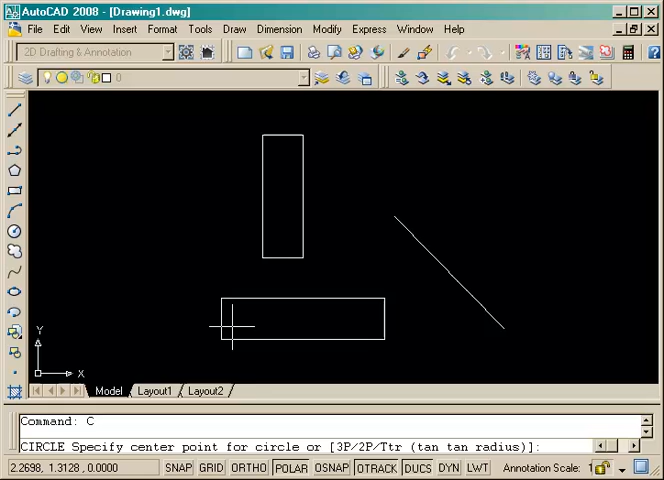 AutoCAD 2008 - [Drawing1.dwg]
File Edit View Insert Format Tools Draw Dimension Modify Express Window Help
2D Drafting & Annotation
0
Y
X
Model Layout1 Layout2
Command: C
CIRCLE Specify center point for circle or [3P/2P/Ttr (tan tan radius)]:
2.2698, 1.3128, 0.0000 SNAP GRID ORTHO POLAR OSNAP OTRACK DUCS DYN LWT Annotation Scale: 1